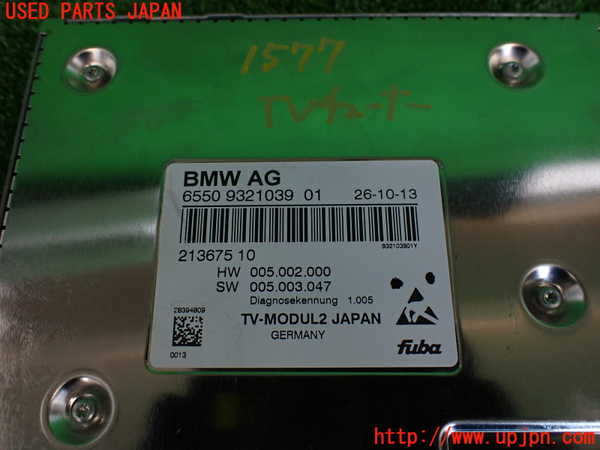 USED PARTS JAPAN
1577
TVチューナー
BMW AG
6550 9321039 01 26-10-13
932103901Y
213675 10
HW 005.002.000
SW 005.003.047
Diagnosekennung 1.005
28394809
TV-MODUL2 JAPAN
GERMANY
0013
fuba
http://www.upjpn.com/